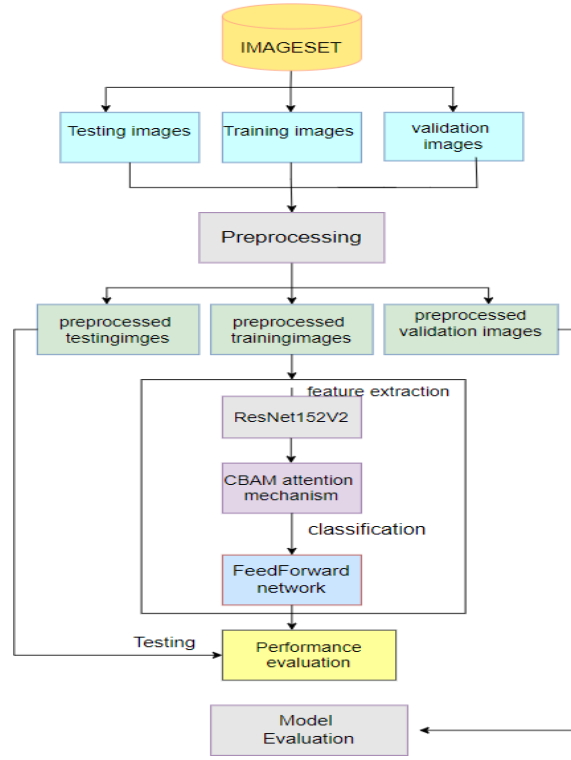 IMAGESET
Testing images
Training images
validation
images
Preprocessing
preprocessed
testingimges
preprocessed
trainingimages
preprocessed
validation images
feature extraction
ResNet152V2
CBAM attention
mechanism
classification
FeedForward
network
Testing
Performance
evaluation
Model
Evaluation